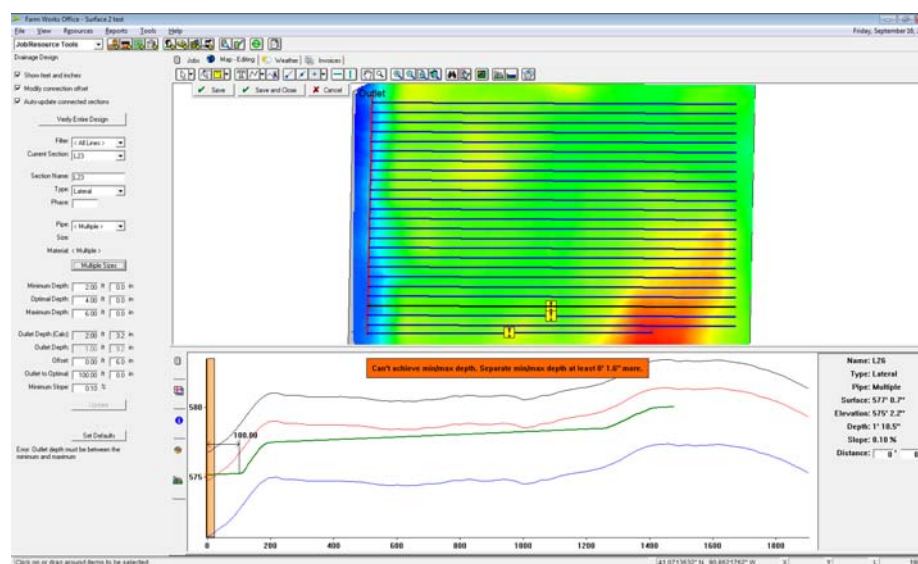 Farm Works Office - Surface 2 test
File View Resources Reports Tools Help
Friday, September 16, 2
Job/Resource Tools
Drainage Design
Jobs Map - Editing Weather Invoices
Show feet and inches
Modify connection offset
Auto-update connected sections
Save Save and Close Cancel
Outlet
Verify Entire Design
Filter: < All Lines >
Current Section: L23
Section Name: L23
Type: Lateral
Phase:
Pipe: < Multiple >
Size:
Material: < Multiple >
Multiple Sizes
Minimum Depth: 2.00 ft 0.0 in
Optimal Depth: 4.00 ft 0.0 in
Maximum Depth: 6.00 ft 0.0 in
Outlet Depth (Calc): 2.00 ft 3.2 in
Outlet Depth: 1.00 ft 9.2 in
Offset: 0.00 ft 6.0 in
Outlet to Optimal: 100.00 ft 0.0 in
Minimum Slope: 0.10 %
Update
Set Defaults
Error: Outlet depth must be between the
minimum and maximum
Can't achieve min/max depth. Separate min/max depth at least 0' 1.6" more.
580
100.00
575
0 200 400 600 800 1000 1200 1400 1600 1800
Name: L26
Type: Lateral
Pipe: Multiple
Surface: 577' 0.7"
Elevation: 575' 2.2"
Depth: 1' 10.5"
Slope: 0.10 %
Distance: 0 ' 0
Click on or drag around items to be selected.
X Y L